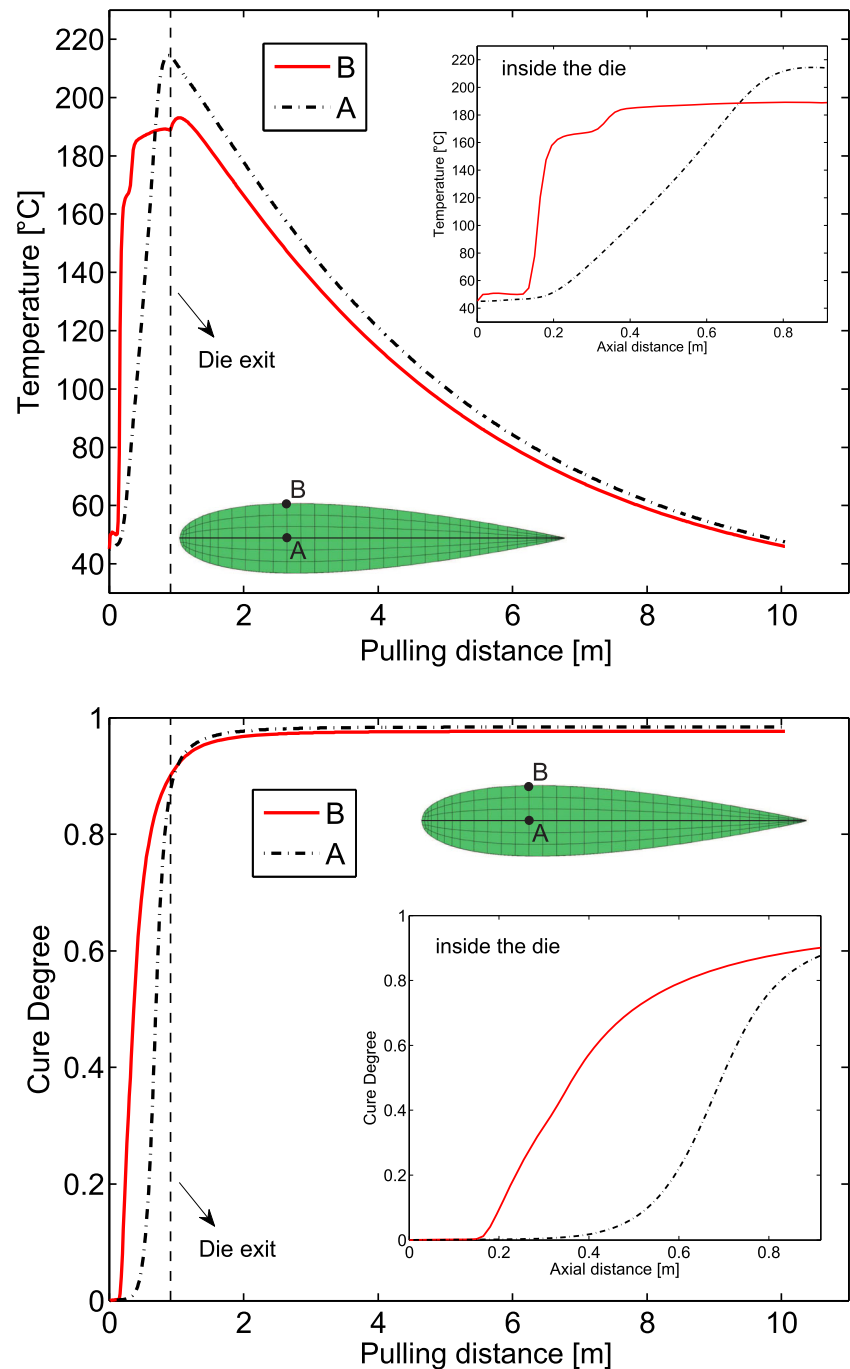 220
200
180
160
140
120
100
80
60
40
0
2
4
6
8
10
Temperature [°C]
Pulling distance [m]
B
A
Die exit
B
A
inside the die
220
200
180
160
140
120
100
80
60
40
0
0.2
0.4
0.6
0.8
Temperature [°C]
Axial distance [m]
1
0.8
0.6
0.4
0.2
0
0
2
4
6
8
10
Cure Degree
Pulling distance [m]
B
A
B
A
Die exit
inside the die
1
0.8
0.6
0.4
0.2
0
0
0.2
0.4
0.6
0.8
Cure Degree
Axial distance [m]